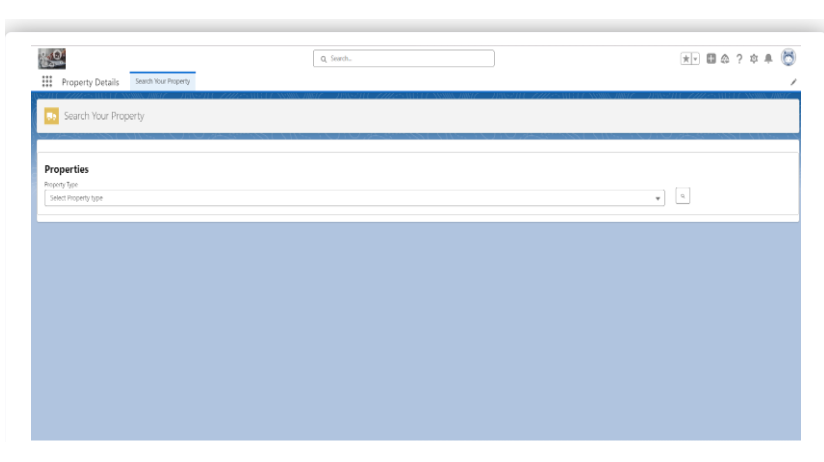 Search...
Property Details
Search Your Property
Search Your Property
Properties
Property Type
Select Property type